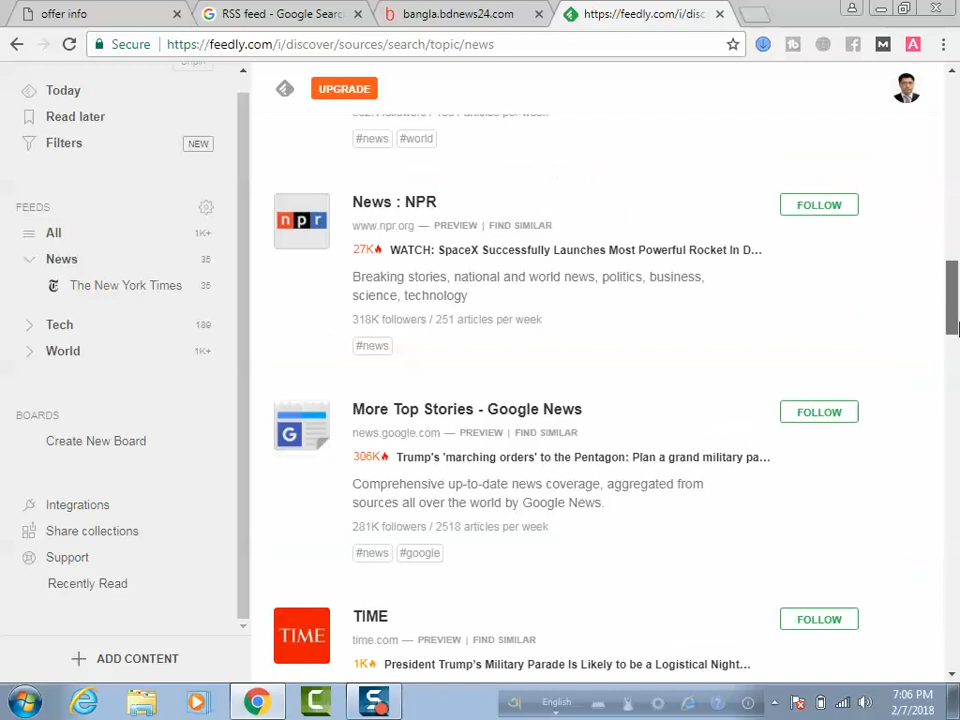 offer info
RSS feed - Google Searc
bangla.bdnews24.com
https://feedly.com/i/disc
Secure
https://feedly.com/i/discover/sources/search/topic/news
Today
Read later
Filters
NEW
UPGRADE
#news
#world
FEEDS
All
1K+
News
35
The New York Times
35
Tech
189
World
1K+
BOARDS
Create New Board
Integrations
Share collections
Support
Recently Read
ADD CONTENT
npr
News : NPR
FOLLOW
www.npr.org — PREVIEW | FIND SIMILAR
27K WATCH: SpaceX Successfully Launches Most Powerful Rocket In D...
Breaking stories, national and world news, politics, business,
science, technology
318K followers / 251 articles per week
#news
G
More Top Stories - Google News
FOLLOW
news.google.com — PREVIEW | FIND SIMILAR
306K Trump's 'marching orders' to the Pentagon: Plan a grand military pa...
Comprehensive up-to-date news coverage, aggregated from
sources all over the world by Google News.
281K followers / 2518 articles per week
#news
#google
TIME
TIME
FOLLOW
time.com — PREVIEW | FIND SIMILAR
1K President Trump's Military Parade Is Likely to be a Logistical Night...
English
7:06 PM
2/7/2018